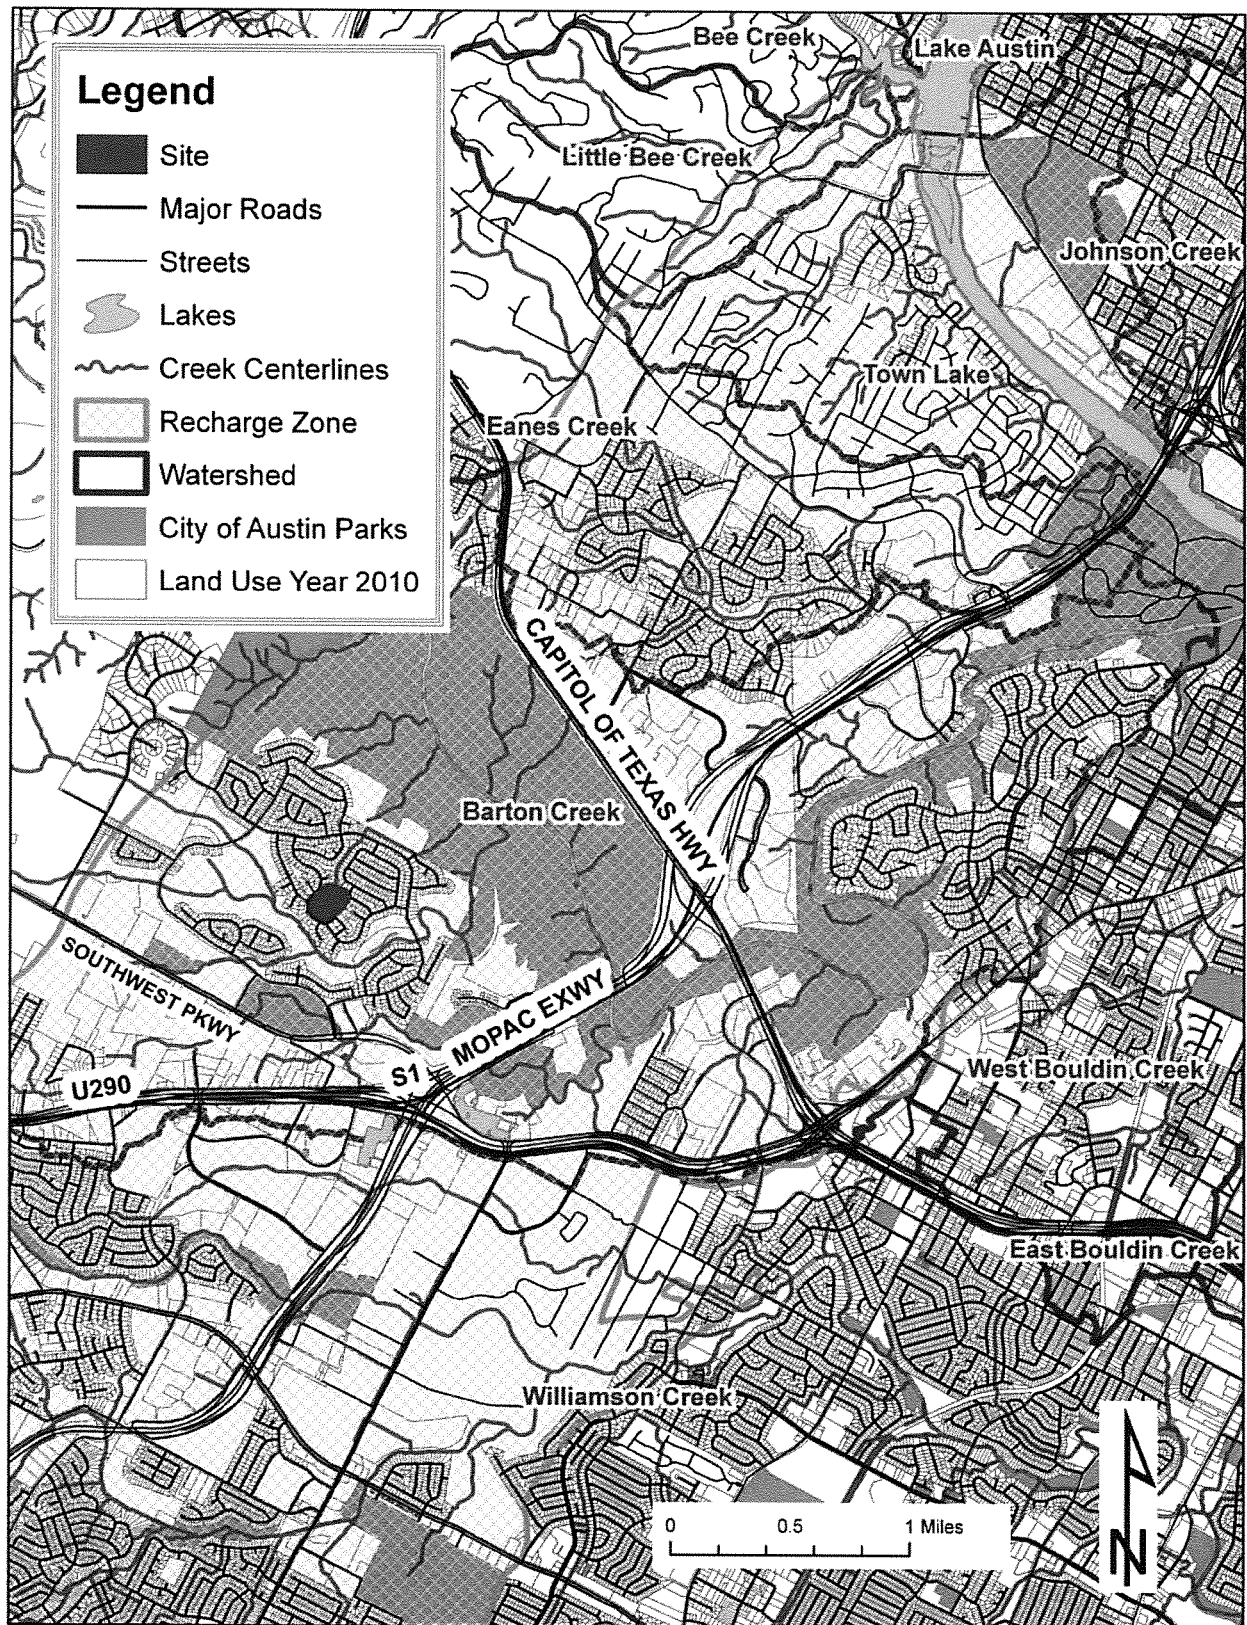 Legend
Site
Major Roads
Streets
Lakes
Creek Centerlines
Recharge Zone
Watershed
City of Austin Parks
Land Use Year 2010
Bee Creek
Lake Austin
Little Bee Creek
Johnson Creek
Town Lake
Eanes Creek
CAPITOL OF TEXAS HWY
Barton Creek
SOUTHWEST PKWY
MOPAC EXWY
S1
U290
West Bouldin Creek
East Bouldin Creek
Williamson Creek
0 0.5 1 Miles
N